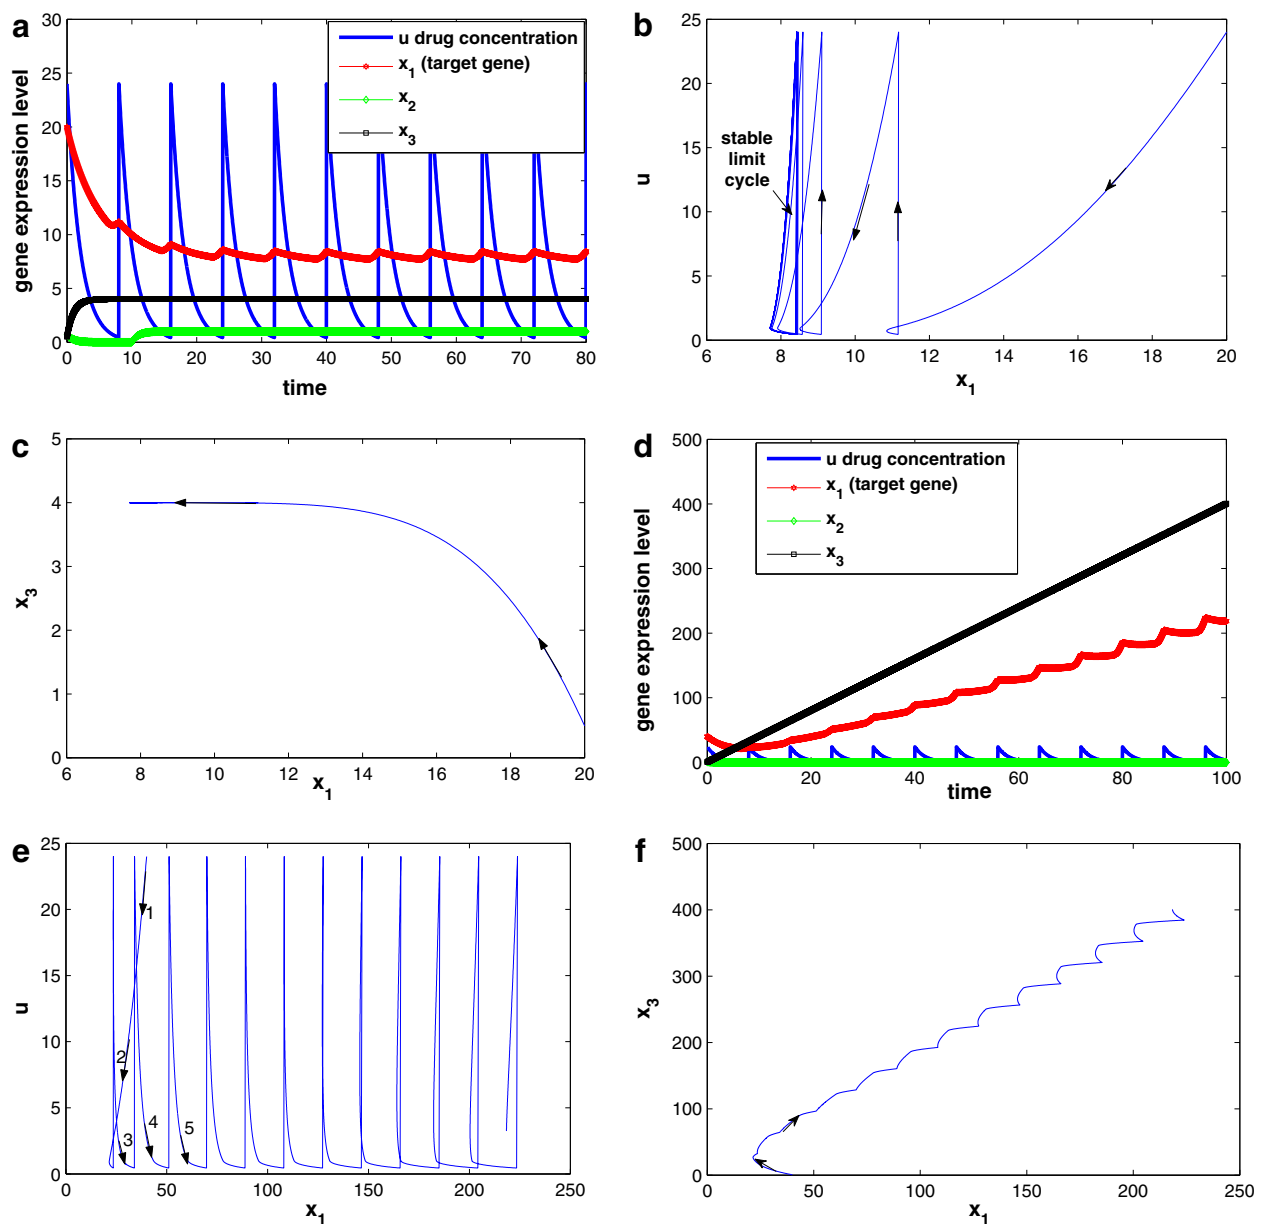 a
30
25
20
15
10
5
0
gene expression level
u drug concentration
x1 (target gene)
x2
x3
0 10 20 30 40 50 60 70 80
time
b
25
20
15
10
5
0
u
stable
limit
cycle
6 8 10 12 14 16 18 20
x1
c
5
4
3
2
1
0
x3
6 8 10 12 14 16 18 20
x1
d
500
400
300
200
100
0
gene expression level
u drug concentration
x1 (target gene)
x2
x3
0 20 40 60 80 100
time
e
25
20
15
10
5
0
u
1
2
3
4
5
0 50 100 150 200 250
x1
f
500
400
300
200
100
0
x3
0 50 100 150 200 250
x1